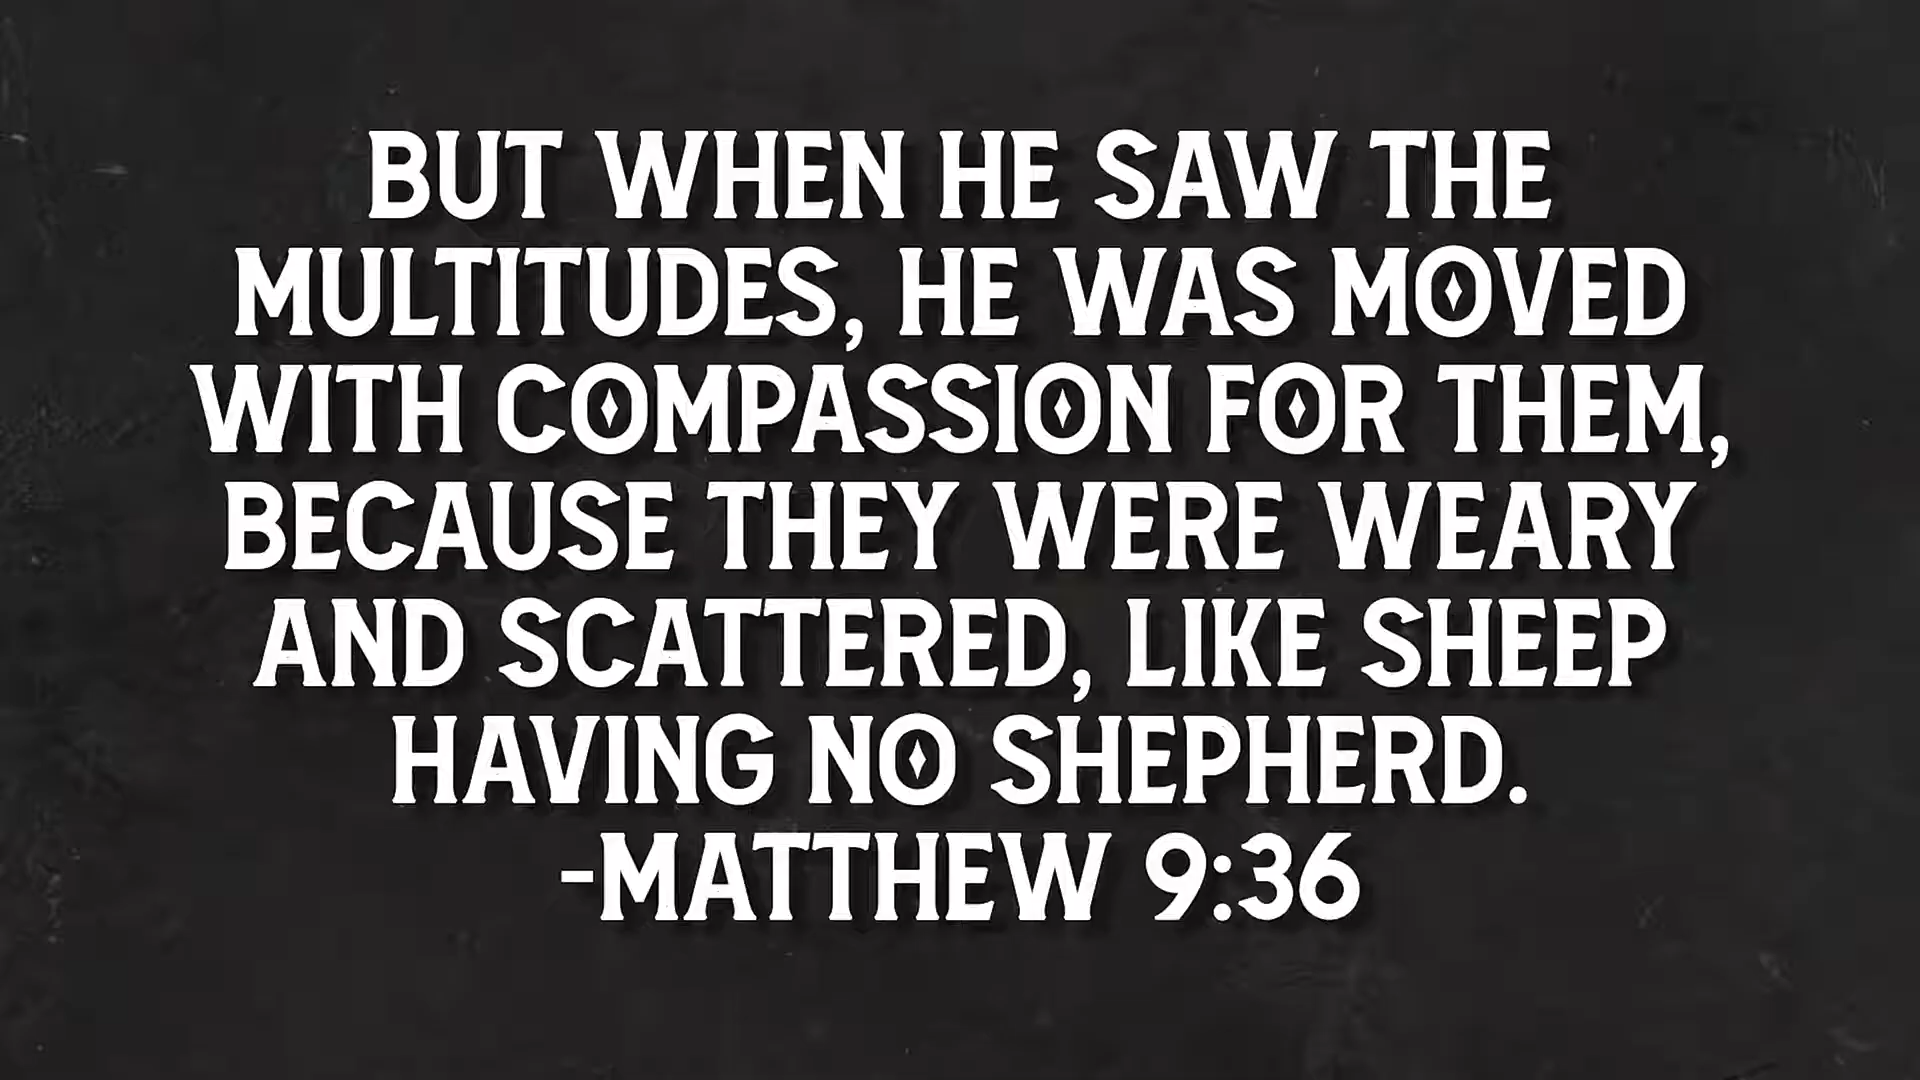 BUT WHEN HE SAW THE
MULTITUDES, HE WAS MOVED
WITH COMPASSION FOR THEM,
BECAUSE THEY WERE WEARY
AND SCATTERED, LIKE SHEEP
HAVING NO SHEPHERD.
-MATTHEW 9:36